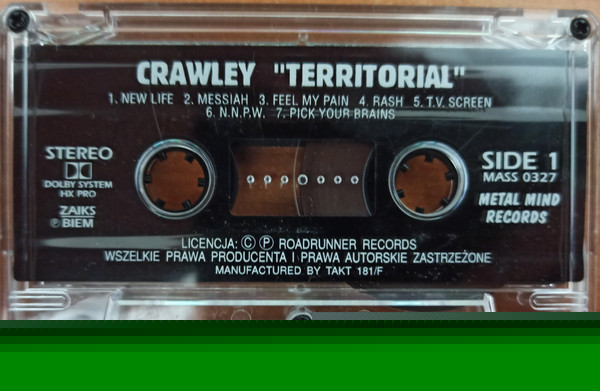 CRAWLEY "TERRITORIAL"
1. NEW LIFE 2. MESSIAH 3. FEEL MY PAIN 4. RASH 5. T.V. SCREEN
6. N.N.P.W. 7. PICK YOUR BRAINS
STEREO
DOLBY SYSTEM
HX PRO
ZAIKS
℗ BIEM
SIDE 1
MASS 0327
METAL MIND
RECORDS
LICENCJA: © ℗ ROADRUNNER RECORDS
WSZELKIE PRAWA PRODUCENTA I PRAWA AUTORSKIE ZASTRZEŻONE
MANUFACTURED BY TAKT 181/F